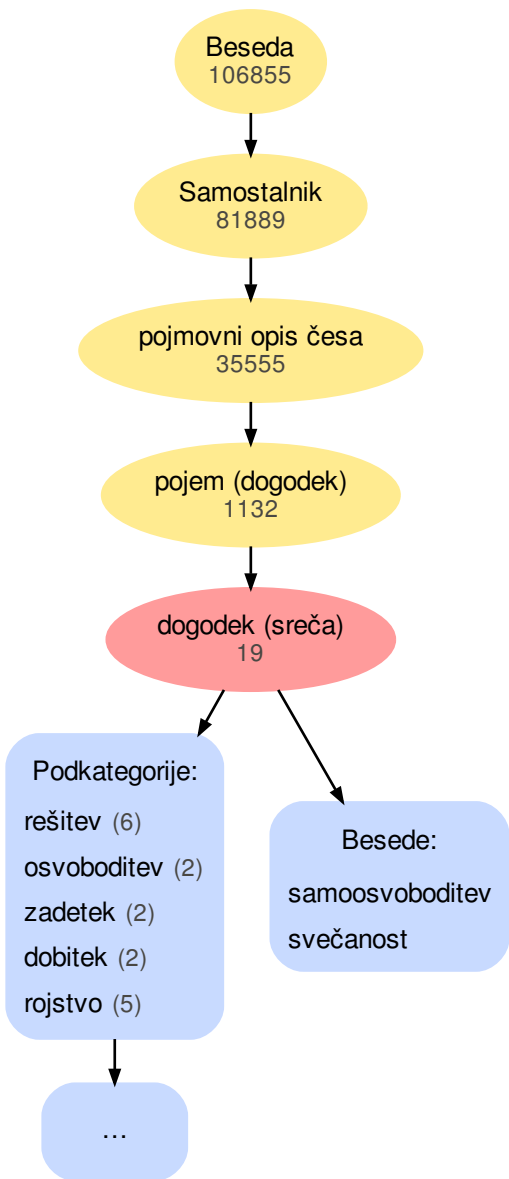 Beseda
106855
Samostalnik
81889
pojmovni opis česa
35555
pojem (dogodek)
1132
dogodek (sreča)
19
Podkategorije:
rešitev (6)
osvoboditev (2)
zadetek (2)
dobitek (2)
rojstvo (5)
Besede:
samoosvoboditev
svečanost
...